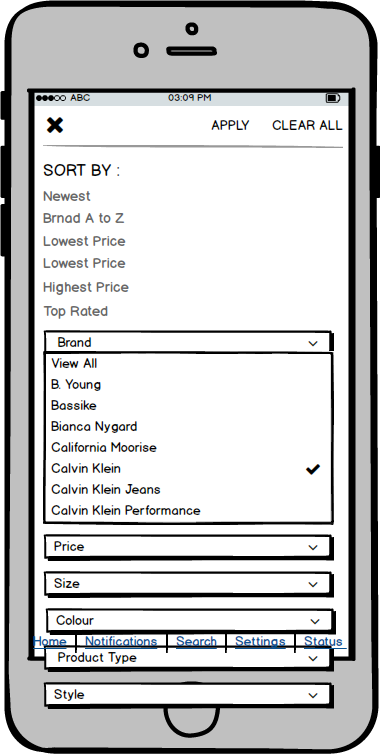 ABC 03:09 PM
APPLY CLEAR ALL
SORT BY :
Newest
Brnad A to Z
Lowest Price
Lowest Price
Highest Price
Top Rated
Brand
View All
B. Young
Bassike
Bianca Nygard
California Moorise
Calvin Klein
Calvin Klein Jeans
Calvin Klein Performance
Price
Size
Colour
Home Notifications Search Settings Status
Product Type
Style